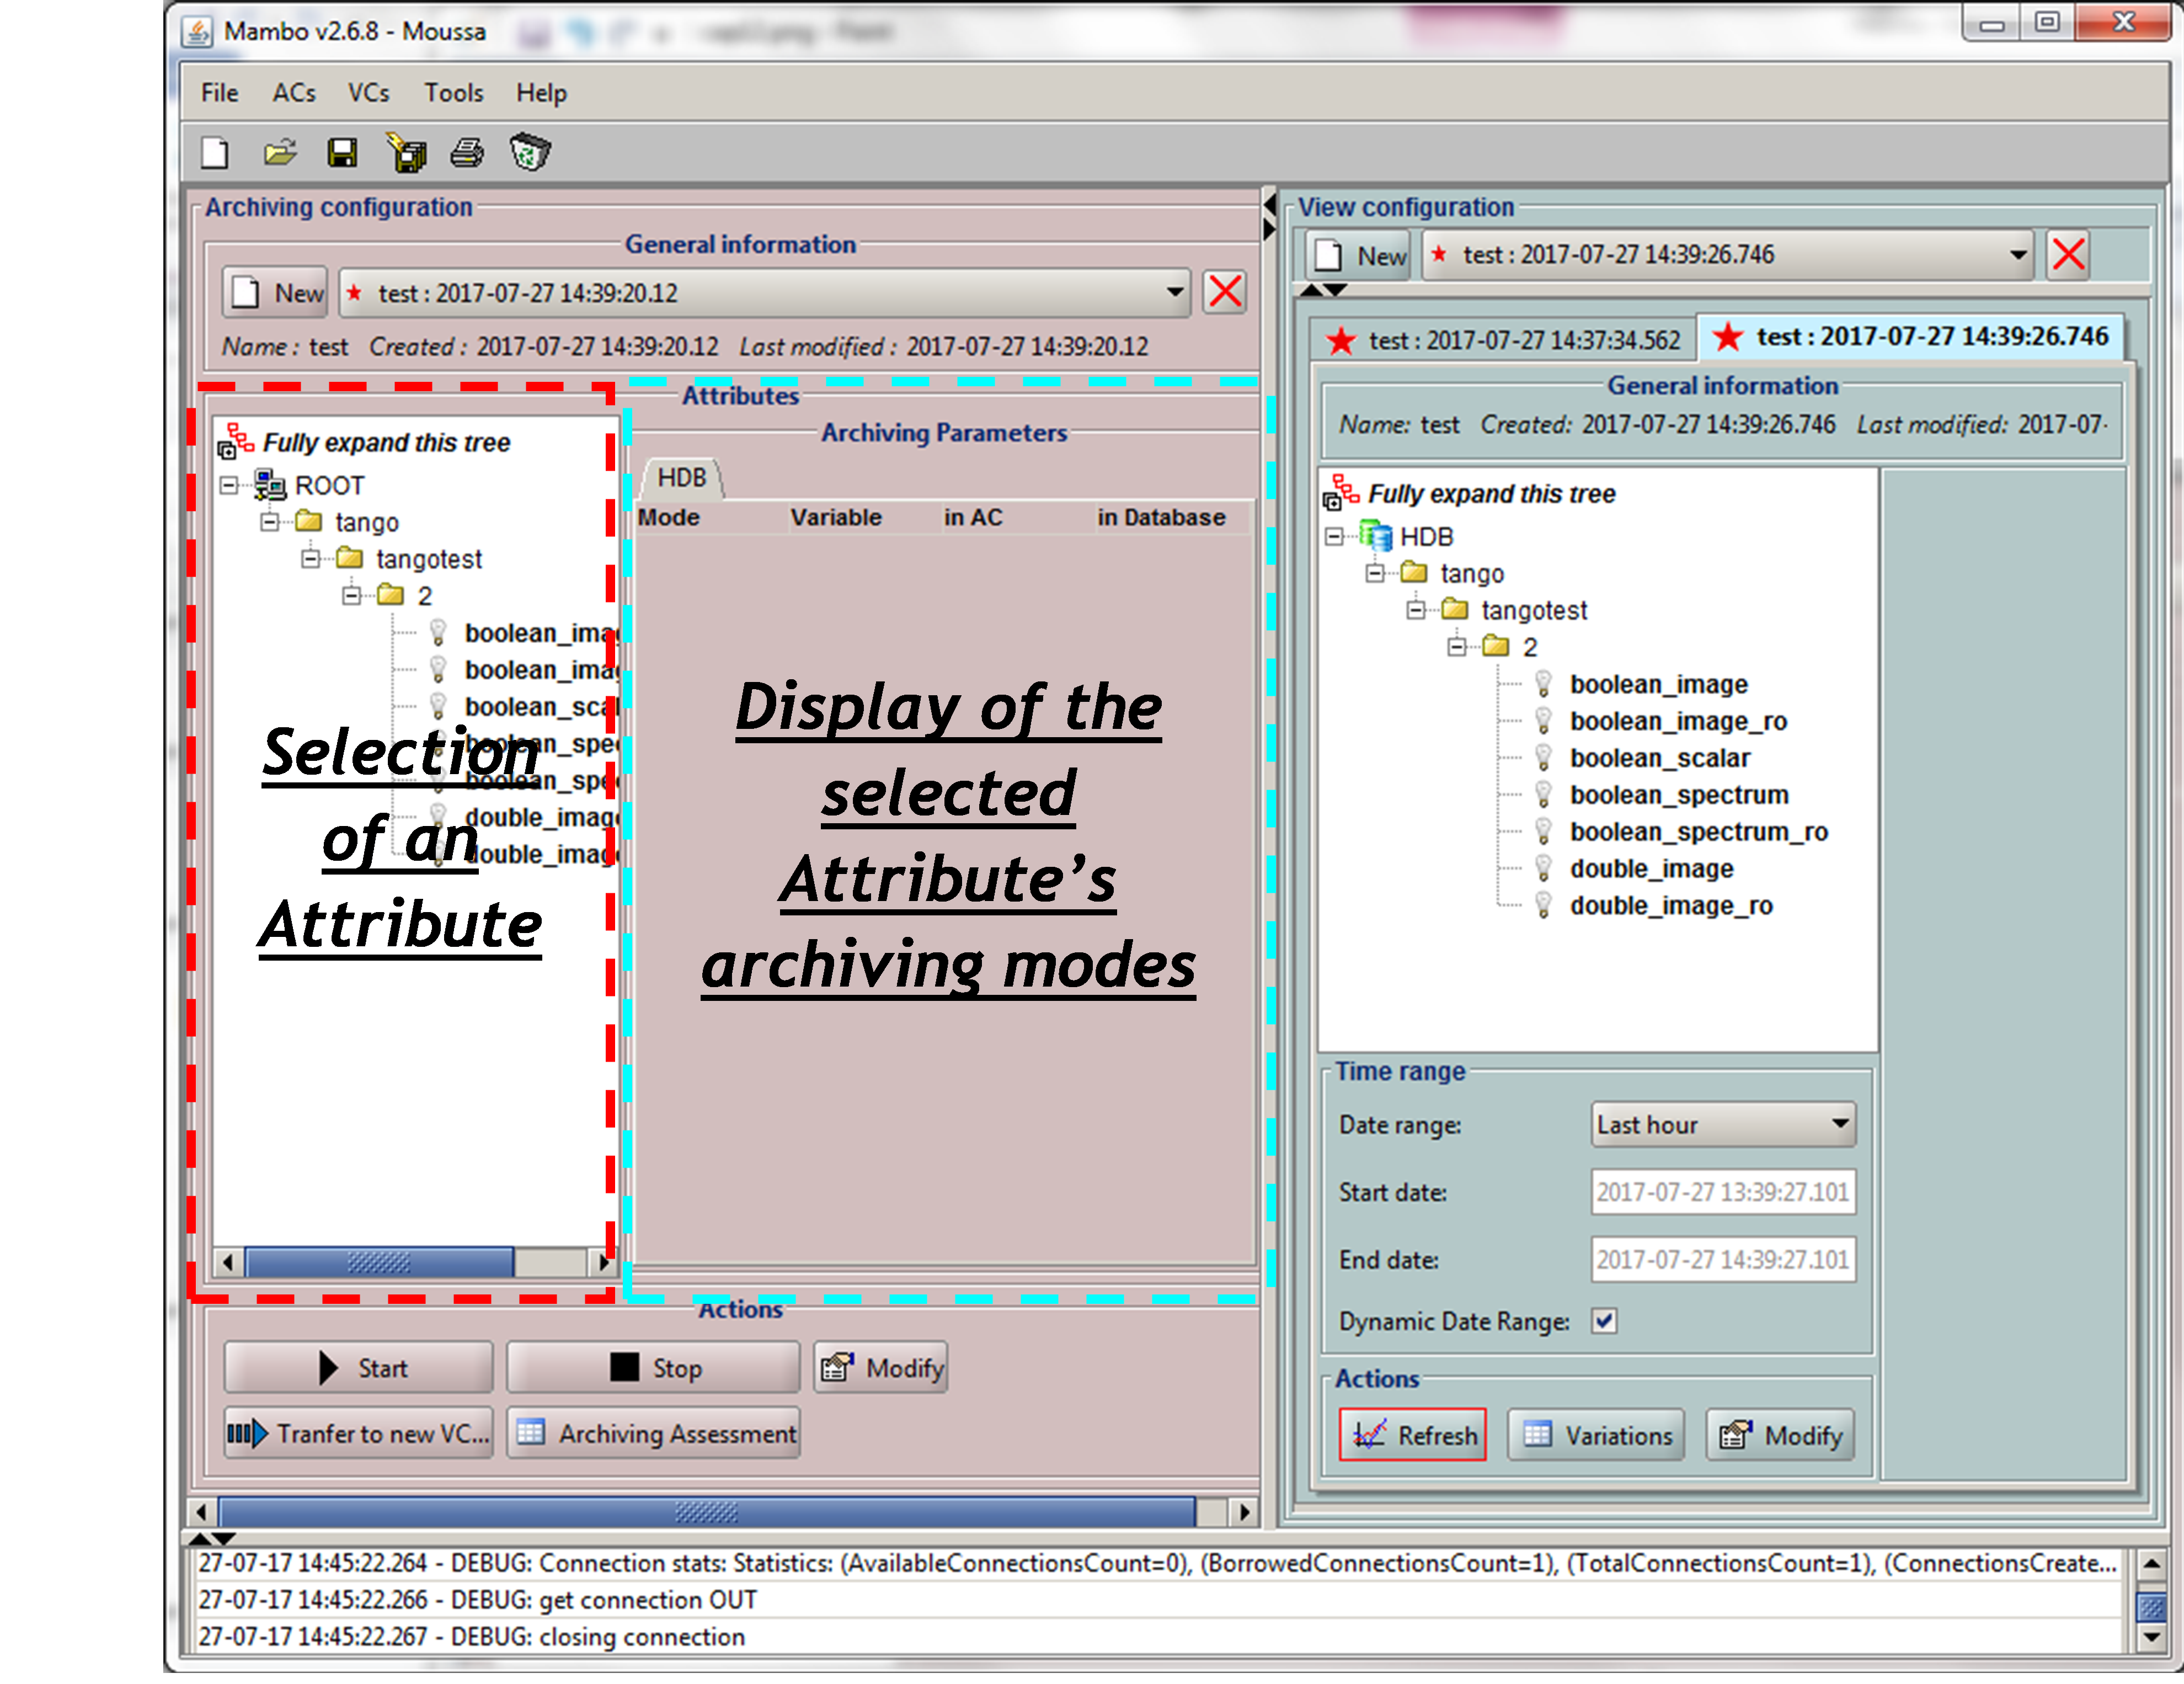 Mambo v2.6.8 - Moussa
File ACs VCs Tools Help
Archiving configuration
General information
New ★ test : 2017-07-27 14:39:20.12
Name : test Created : 2017-07-27 14:39:20.12 Last modified : 2017-07-27 14:39:20.12
Attributes
Fully expand this tree
ROOT
tango
tangotest
2
boolean_imag
boolean_imag
boolean_scal
boolean_spe
boolean_spe
double_imag
double_imag
Selection
of an
Attribute
Archiving Parameters
HDB
Mode Variable in AC in Database
Display of the
selected
Attribute’s
archiving modes
Actions
Start Stop Modify
Tranfer to new VC... Archiving Assessment
View configuration
New ★ test : 2017-07-27 14:39:26.746
★ test : 2017-07-27 14:37:34.562 ★ test : 2017-07-27 14:39:26.746
General information
Name: test Created: 2017-07-27 14:39:26.746 Last modified: 2017-07-
Fully expand this tree
HDB
tango
tangotest
2
boolean_image
boolean_image_ro
boolean_scalar
boolean_spectrum
boolean_spectrum_ro
double_image
double_image_ro
Time range
Date range: Last hour
Start date: 2017-07-27 13:39:27.101
End date: 2017-07-27 14:39:27.101
Dynamic Date Range:
Actions
Refresh Variations Modify
27-07-17 14:45:22.264 - DEBUG: Connection stats: Statistics: (AvailableConnectionsCount=0), (BorrowedConnectionsCount=1), (TotalConnectionsCount=1), (ConnectionsCreate...
27-07-17 14:45:22.266 - DEBUG: get connection OUT
27-07-17 14:45:22.267 - DEBUG: closing connection